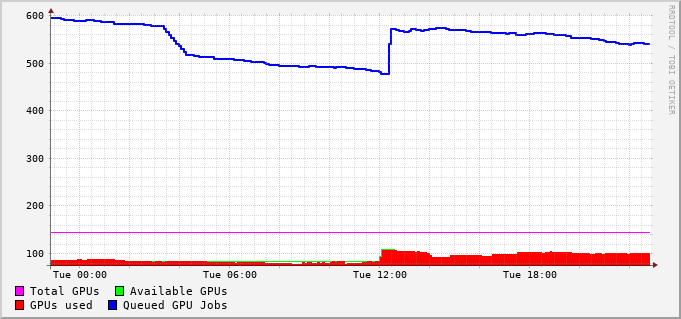 600
500
400
300
200
100
Tue 00:00 Tue 06:00 Tue 12:00 Tue 18:00
Total GPUs Available GPUs
GPUs used Queued GPU Jobs
RRDTOOL / TOBI OETIKER